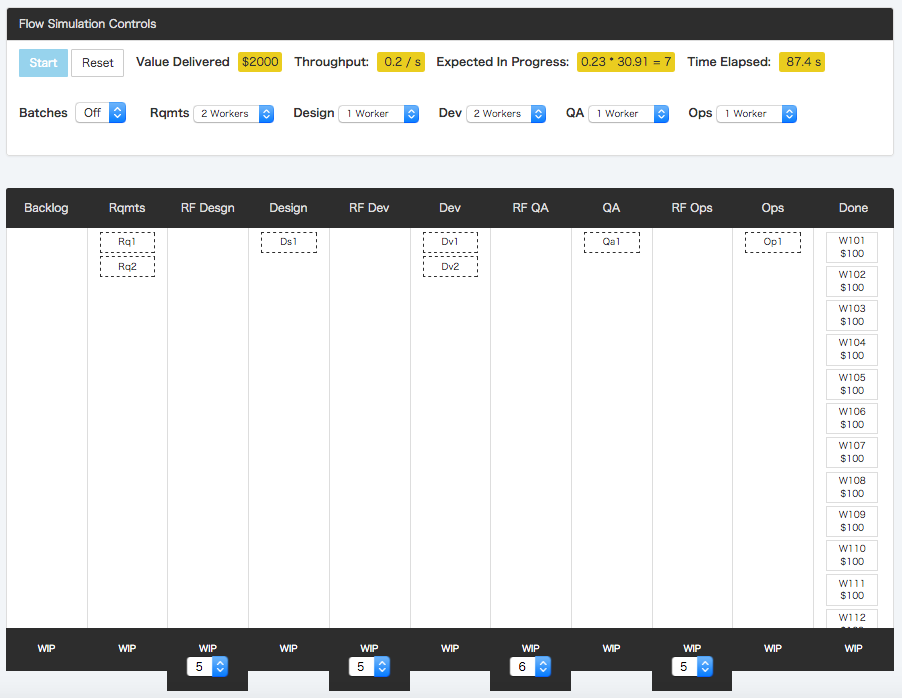 Flow Simulation Controls
Start Reset Value Delivered $2000 Throughput: 0.2 / s Expected In Progress: 0.23 * 30.91 = 7 Time Elapsed: 87.4 s
Batches Off Rqmts 2 Workers Design 1 Worker Dev 2 Workers QA 1 Worker Ops 1 Worker
Backlog Rqmts RF Desgn Design RF Dev Dev RF QA QA RF Ops Ops Done
Rq1 Ds1 Dv1 Qa1 Op1 W101
$100
Rq2 Dv2
W102
$100
W103
$100
W104
$100
W105
$100
W106
$100
W107
$100
W108
$100
W109
$100
W110
$100
W111
$100
W112
WIP WIP WIP WIP WIP WIP WIP WIP WIP WIP WIP
5 5 6 5